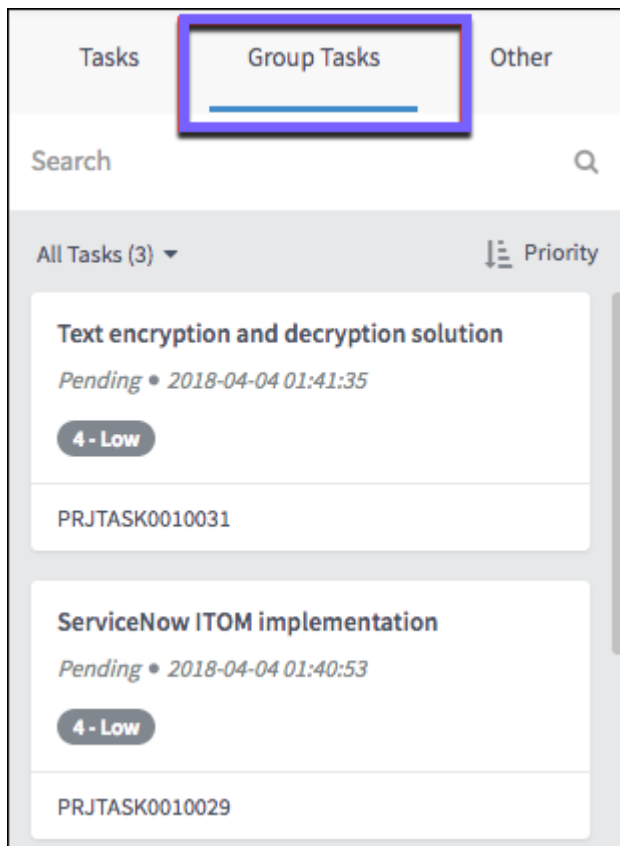 Tasks Group Tasks Other
Search
All Tasks (3) Priority
Text encryption and decryption solution
Pending • 2018-04-04 01:41:35
4 - Low
PRJTASK0010031
ServiceNow ITOM implementation
Pending • 2018-04-04 01:40:53
4 - Low
PRJTASK0010029